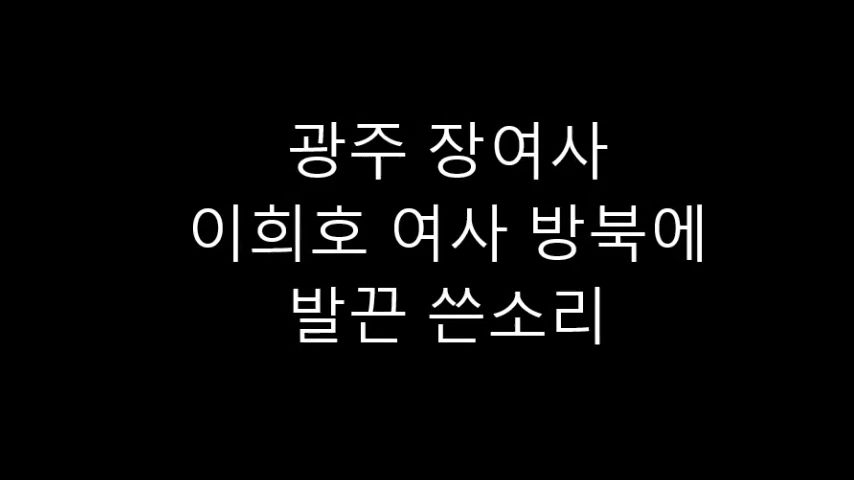 광주 장여사
이희호 여사 방북에
발끈 쓴소리